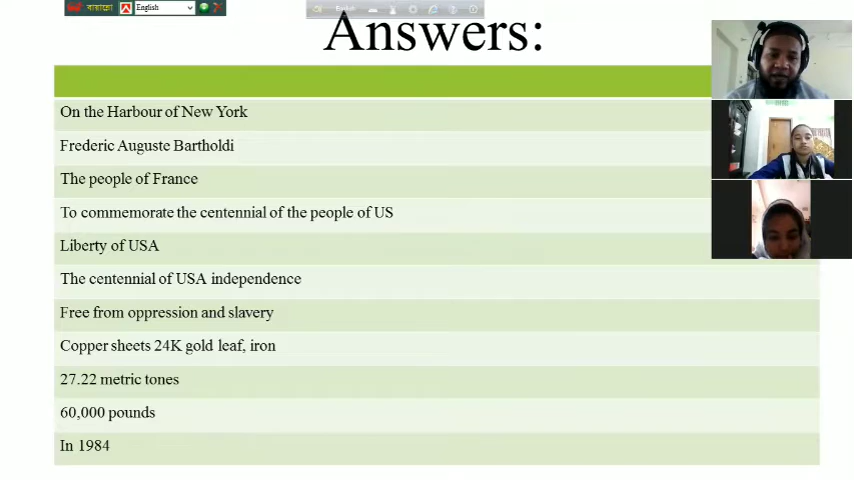 বায়ান্নো
English
English
Answers:
On the Harbour of New York
Frederic Auguste Bartholdi
The people of France
To commemorate the centennial of the people of US
Liberty of USA
The centennial of USA independence
Free from oppression and slavery
Copper sheets 24K gold leaf, iron
27.22 metric tones
60,000 pounds
In 1984